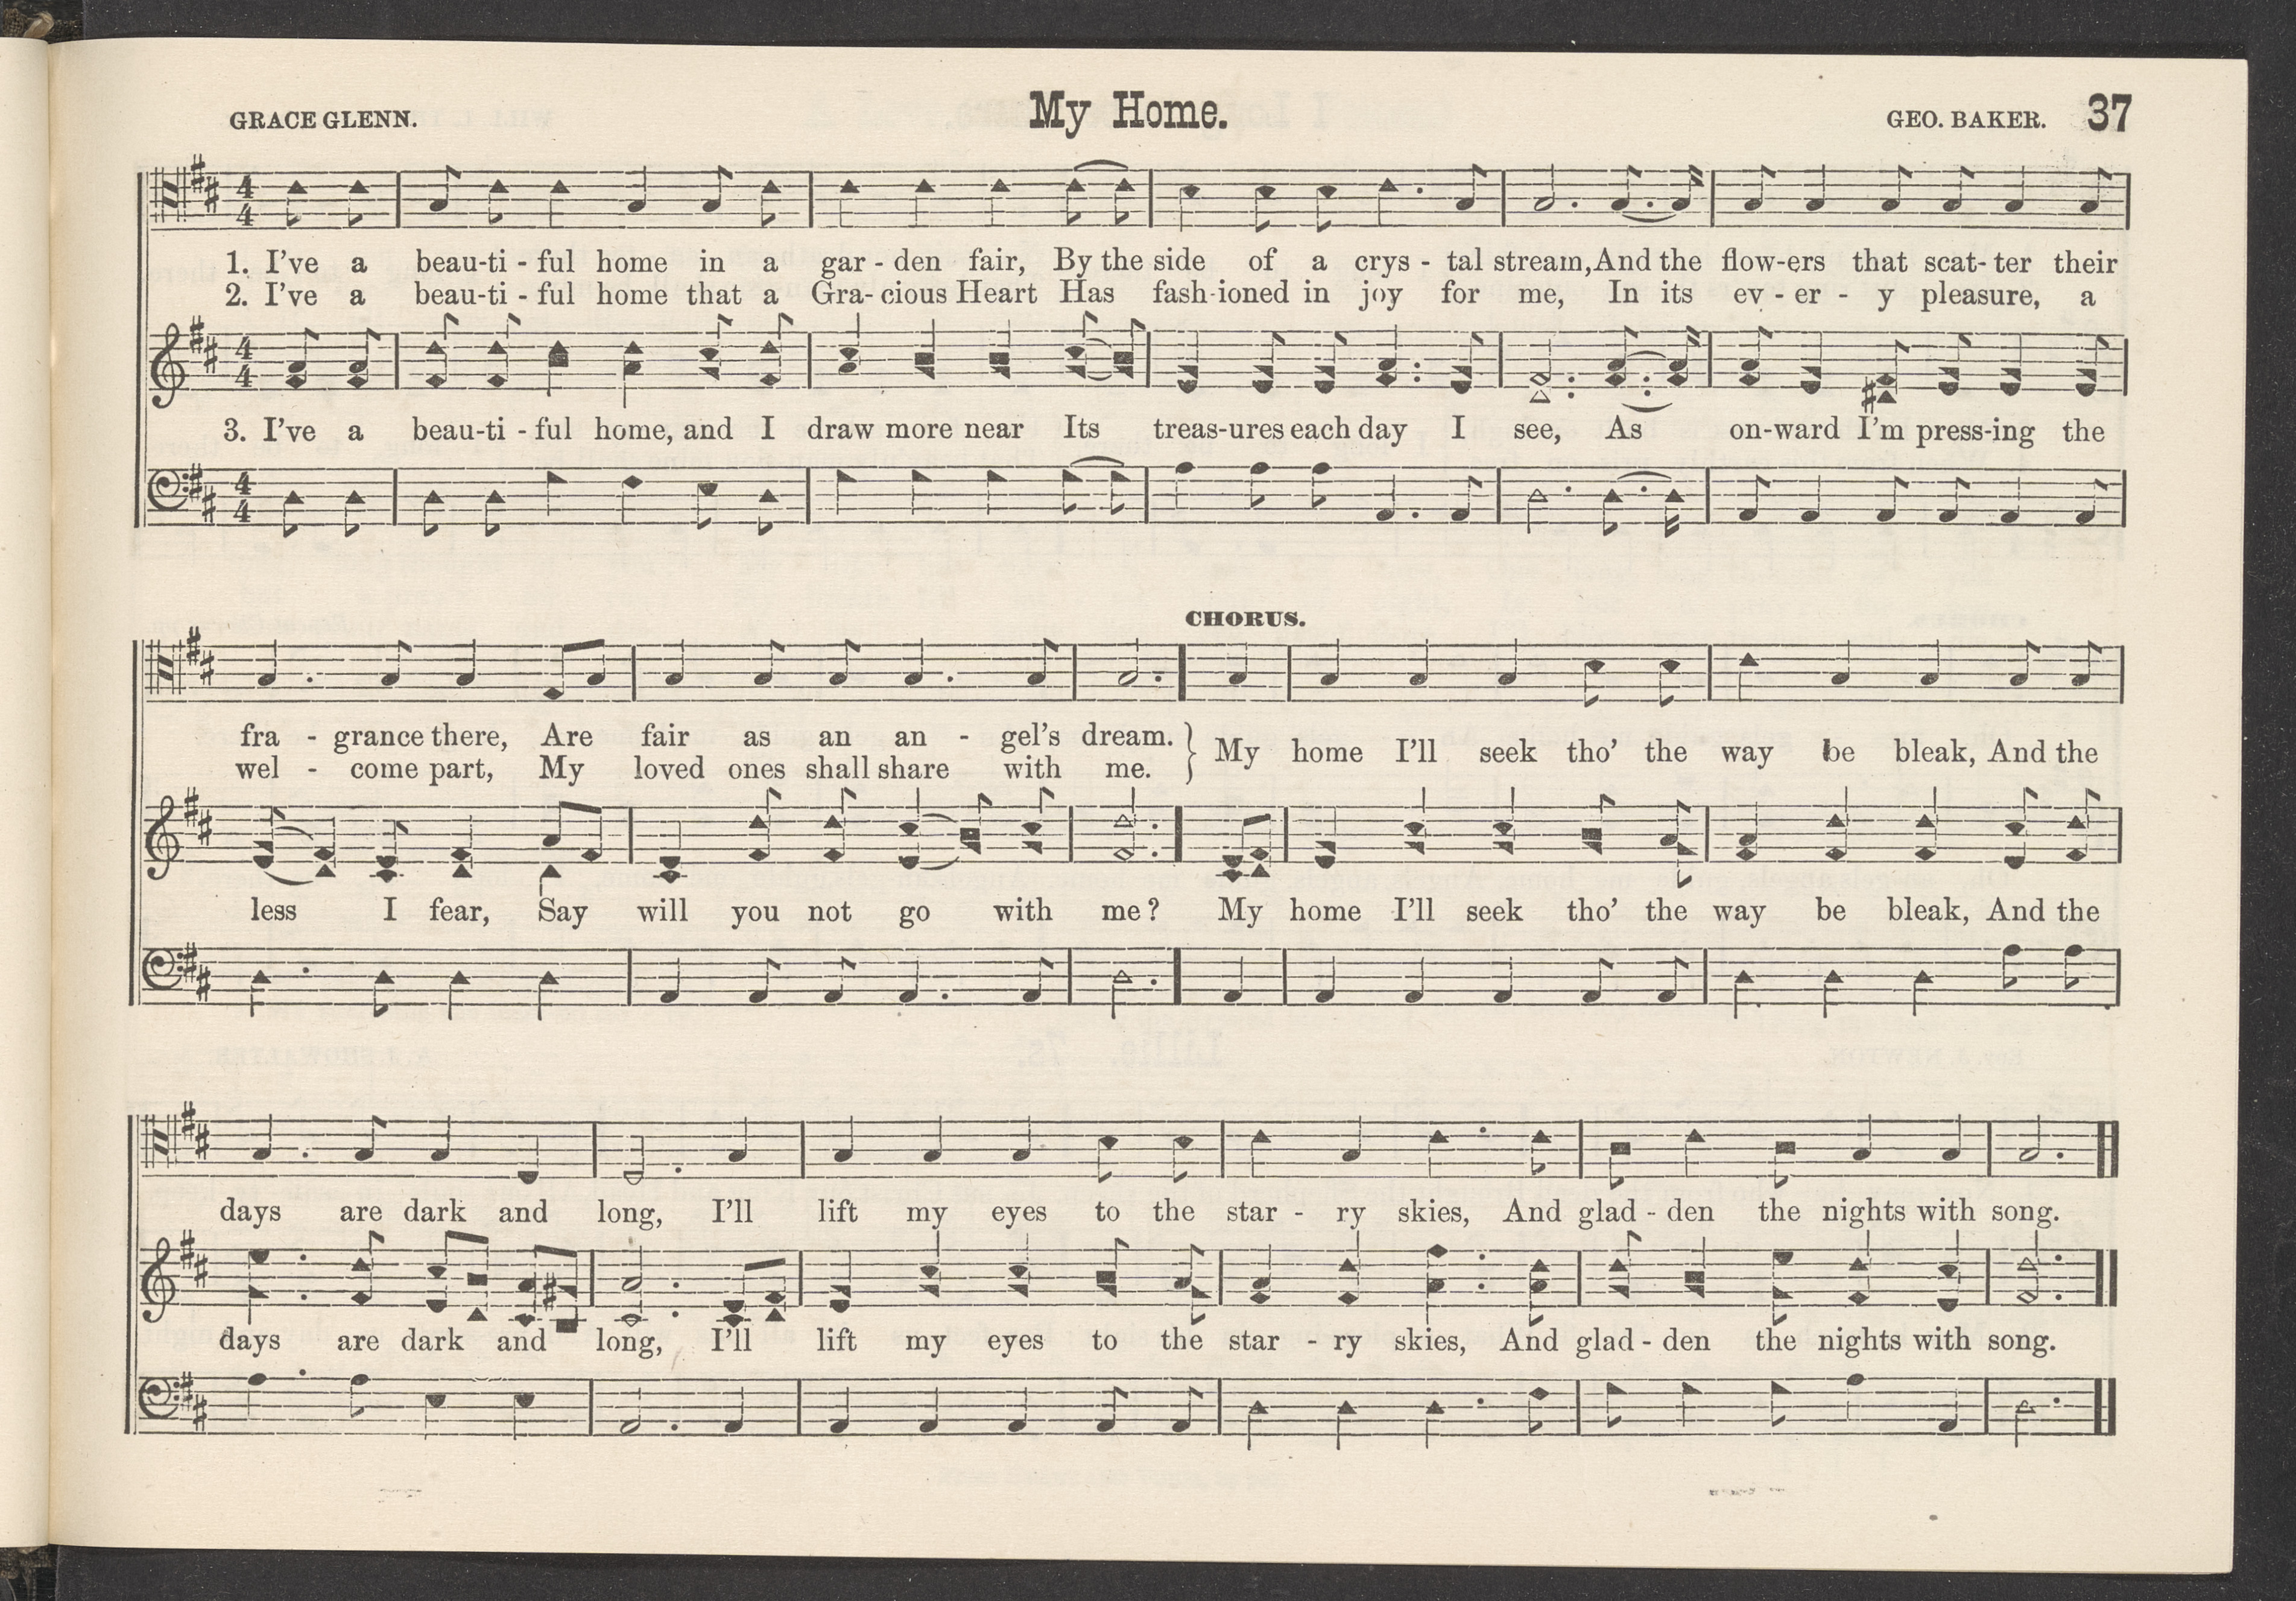 GRACE GLENN. My Home. GEO. BAKER. 37
4 4
1. I've a beau-ti - ful home in a gar - den fair, By the side of a crys - tal stream, And the flow-ers that scat- ter their
2. I've a beau-ti - ful home that a Gra- cious Heart Has fash-ioned in joy for me, In its ev - er - y pleasure, a
4 4
3. I've a beau-ti - ful home, and I draw more near Its treas-ures each day I see, As on-ward I'm press-ing the
4 4
CHORUS.
fra - grance there, Are fair as an an - gel's dream. } My home I'll seek tho' the way be bleak, And the
wel - come part, My loved ones shall share with me.
less I fear, Say will you not go with me? My home I'll seek tho' the way be bleak, And the
days are dark and long, I'll lift my eyes to the star - ry skies, And glad - den the nights with song.
days are dark and long, I'll lift my eyes to the star - ry skies, And glad - den the nights with song.